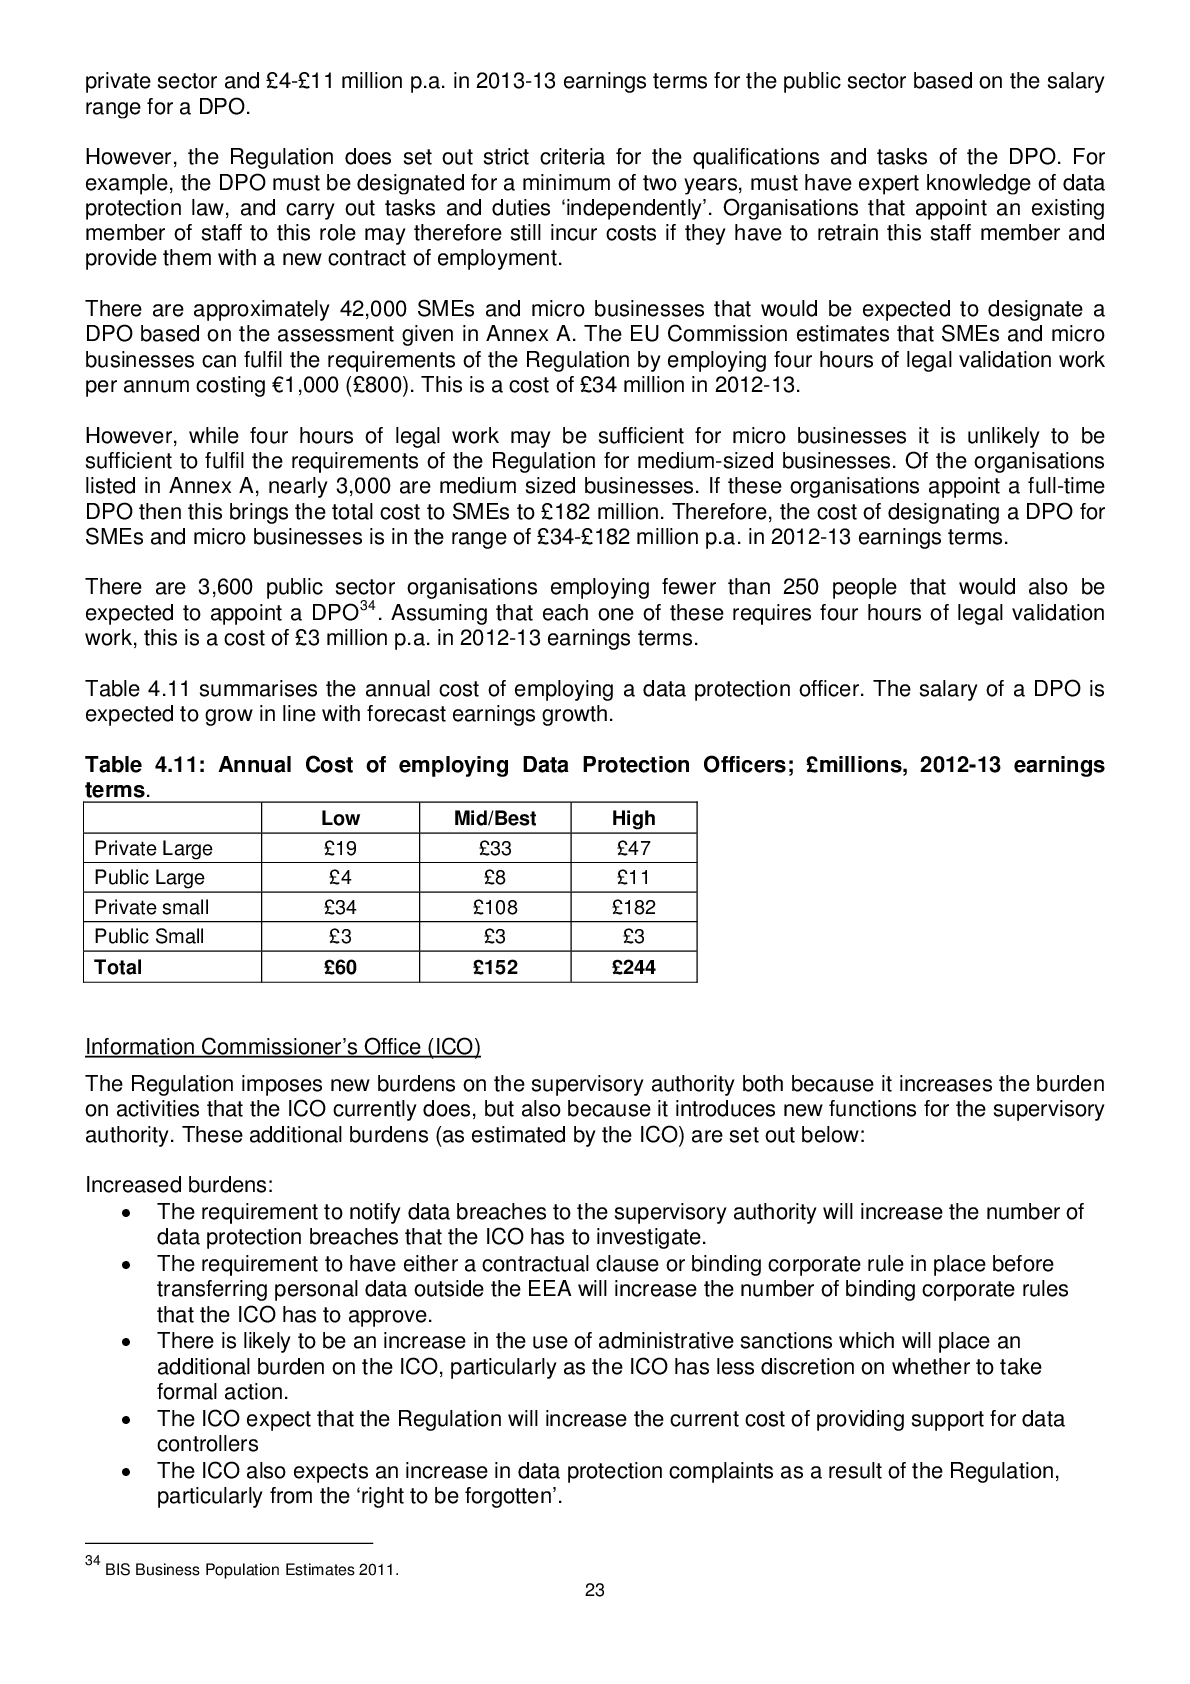 private sector and £4-£11 million p.a. in 2013-13 earnings terms for the public sector based on the salary
range for a DPO.
However, the Regulation does set out strict criteria for the qualifications and tasks of the DPO. For
example, the DPO must be designated for a minimum of two years, must have expert knowledge of data
protection law, and carry out tasks and duties ‘independently’. Organisations that appoint an existing
member of staff to this role may therefore still incur costs if they have to retrain this staff member and
provide them with a new contract of employment.
There are approximately 42,000 SMEs and micro businesses that would be expected to designate a
DPO based on the assessment given in Annex A. The EU Commission estimates that SMEs and micro
businesses can fulfil the requirements of the Regulation by employing four hours of legal validation work
per annum costing €1,000 (£800). This is a cost of £34 million in 2012-13.
However, while four hours of legal work may be sufficient for micro businesses it is unlikely to be
sufficient to fulfil the requirements of the Regulation for medium-sized businesses. Of the organisations
listed in Annex A, nearly 3,000 are medium sized businesses. If these organisations appoint a full-time
DPO then this brings the total cost to SMEs to £182 million. Therefore, the cost of designating a DPO for
SMEs and micro businesses is in the range of £34-£182 million p.a. in 2012-13 earnings terms.
There are 3,600 public sector organisations employing fewer than 250 people that would also be
expected to appoint a DPO34. Assuming that each one of these requires four hours of legal validation
work, this is a cost of £3 million p.a. in 2012-13 earnings terms.
Table 4.11 summarises the annual cost of employing a data protection officer. The salary of a DPO is
expected to grow in line with forecast earnings growth.
Table 4.11: Annual Cost of employing Data Protection Officers; £millions, 2012-13 earnings
terms.
Low Mid/Best High
Private Large £19 £33 £47
Public Large £4 £8 £11
Private small £34 £108 £182
Public Small £3 £3 £3
Total £60 £152 £244
Information Commissioner’s Office (ICO)
The Regulation imposes new burdens on the supervisory authority both because it increases the burden
on activities that the ICO currently does, but also because it introduces new functions for the supervisory
authority. These additional burdens (as estimated by the ICO) are set out below:
Increased burdens:
• The requirement to notify data breaches to the supervisory authority will increase the number of
data protection breaches that the ICO has to investigate.
• The requirement to have either a contractual clause or binding corporate rule in place before
transferring personal data outside the EEA will increase the number of binding corporate rules
that the ICO has to approve.
• There is likely to be an increase in the use of administrative sanctions which will place an
additional burden on the ICO, particularly as the ICO has less discretion on whether to take
formal action.
• The ICO expect that the Regulation will increase the current cost of providing support for data
controllers
• The ICO also expects an increase in data protection complaints as a result of the Regulation,
particularly from the ‘right to be forgotten’.
34 BIS Business Population Estimates 2011.
23